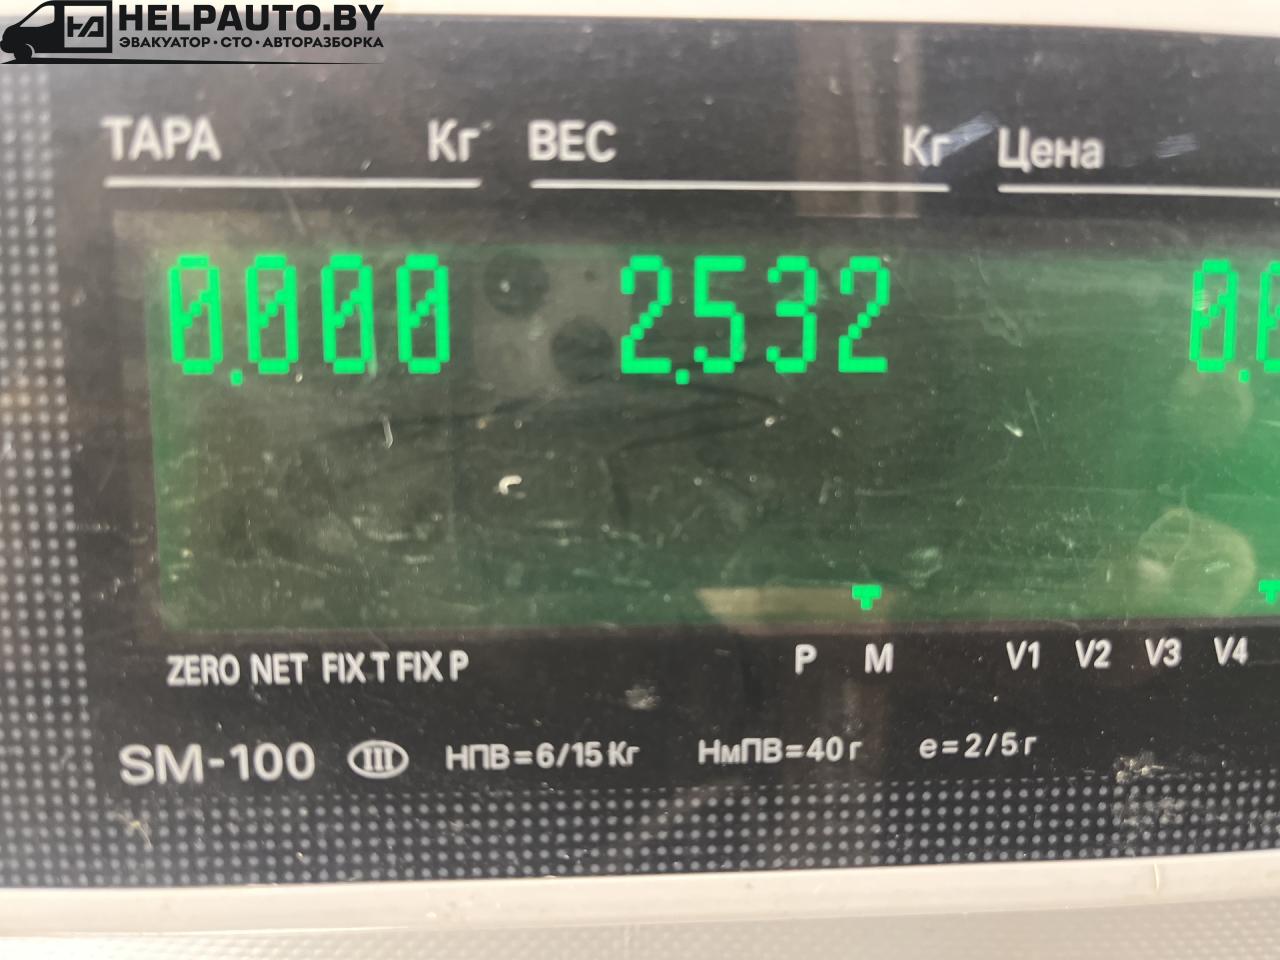 HELPAUTO.BY
ЭВАКУАТОР · СТО · АВТОРАЗБОРКА
ТАРА Кг ВЕС Кг Цена
0.000 2.532
ZERO NET FIX T FIX P P M V1 V2 V3 V4
SM-100 III НПВ=6/15 Кг НмПВ=40 г e=2/5 г